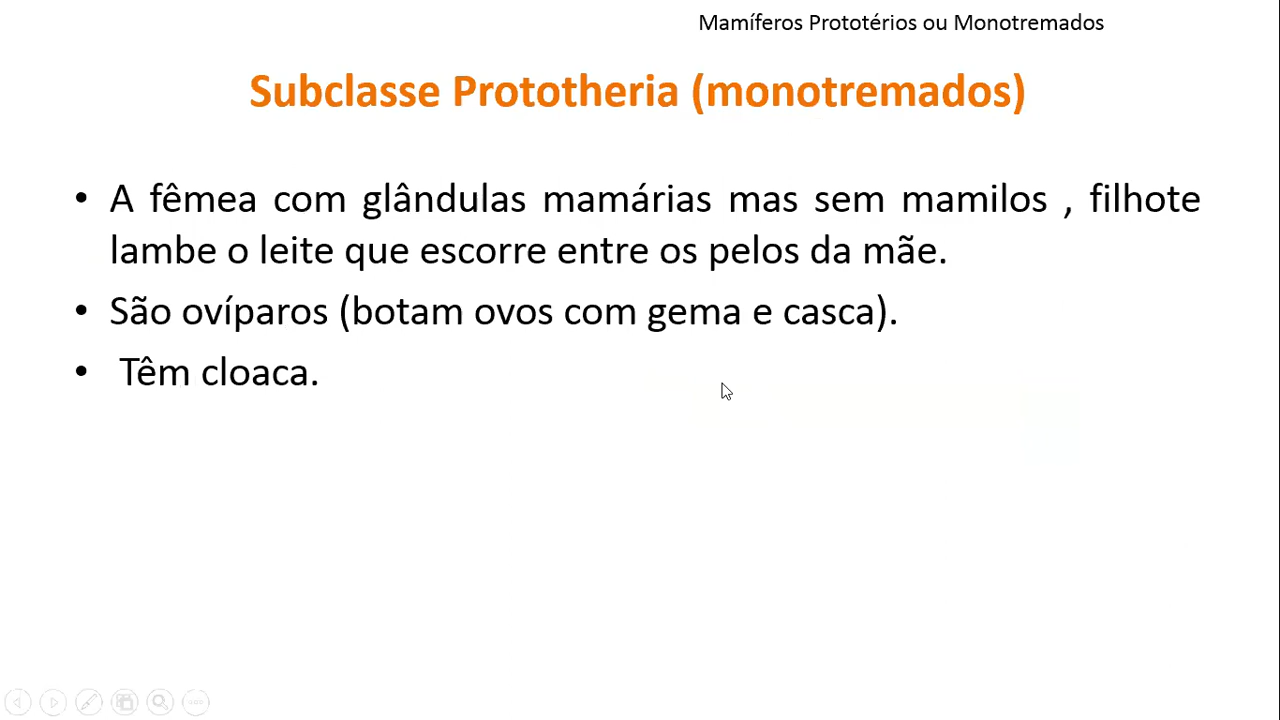 Mamíferos Prototérios ou Monotremados
Subclasse Prototheria (monotremados)
• A fêmea com glândulas mamárias mas sem mamilos , filhote
lambe o leite que escorre entre os pelos da mãe.
• São ovíparos (botam ovos com gema e casca).
• Têm cloaca.